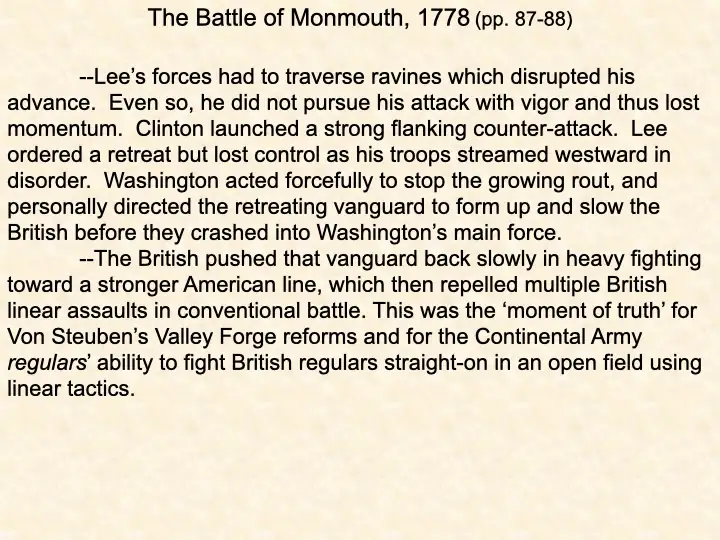 The Battle of Monmouth, 1778 (pp. 87-88)
--Lee's forces had to traverse ravines which disrupted his
advance.  Even so, he did not pursue his attack with vigor and thus lost
momentum.  Clinton launched a strong flanking counter-attack.  Lee
ordered a retreat but lost control as his troops streamed westward in
disorder.  Washington acted forcefully to stop the growing rout, and
personally directed the retreating vanguard to form up and slow the
British before they crashed into Washington's main force.
--The British pushed that vanguard back slowly in heavy fighting
toward a stronger American line, which then repelled multiple British
linear assaults in conventional battle. This was the ‘moment of truth’ for
Von Steuben’s Valley Forge reforms and for the Continental Army
regulars’ ability to fight British regulars straight-on in an open field using
linear tactics.